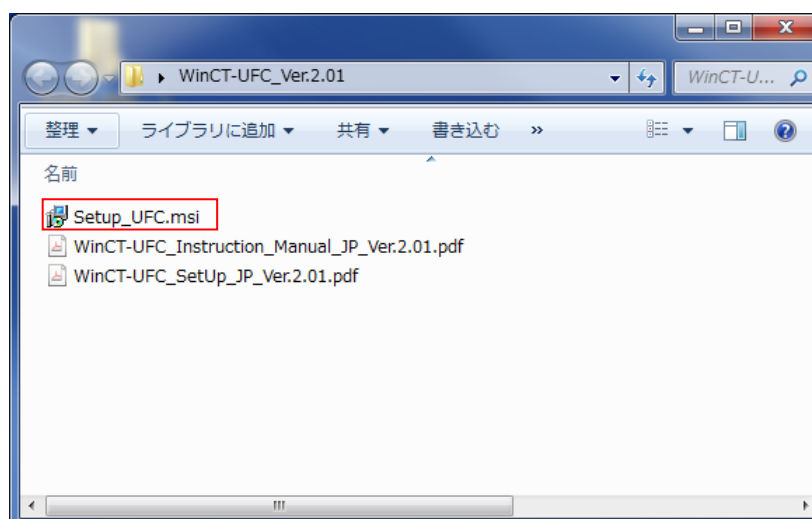 WinCT-UFC_Ver.2.01
WinCT-U...
整理 ライブラリに追加 共有 書き込む »
名前
Setup_UFC.msi
WinCT-UFC_Instruction_Manual_JP_Ver.2.01.pdf
WinCT-UFC_SetUp_JP_Ver.2.01.pdf